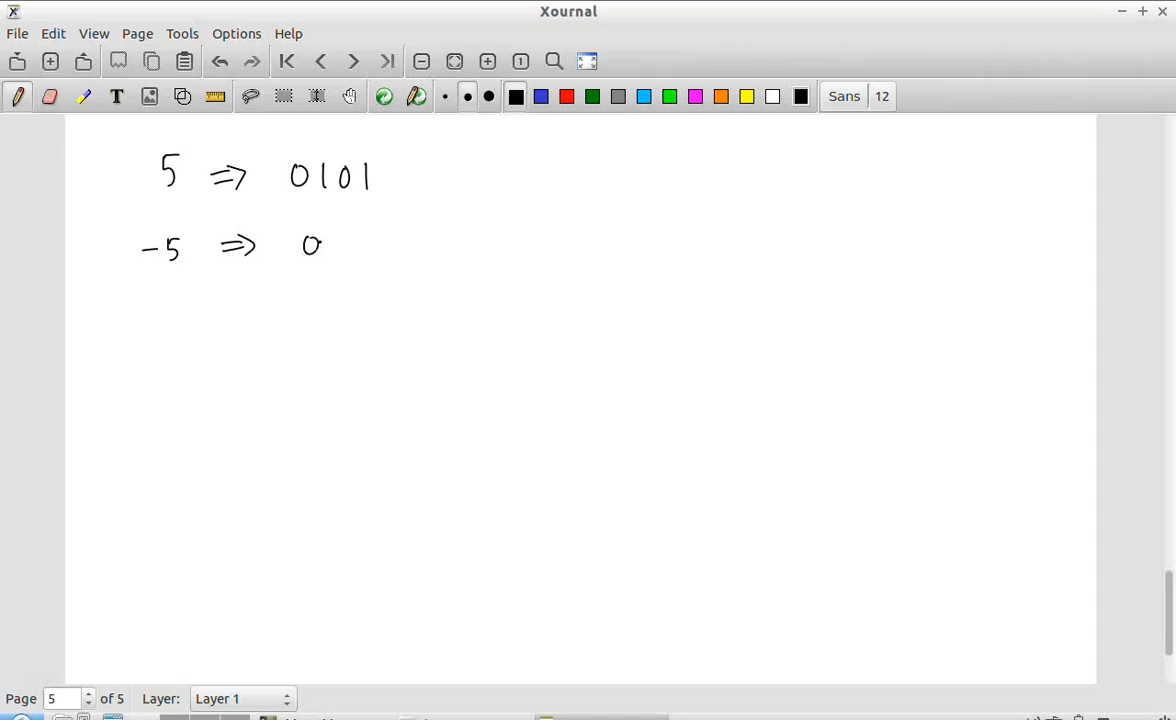 Xournal
File Edit View Page Tools Options Help
T Sans 12
5 ⇒ 0101
-5 ⇒ 0
Page 5 of 5 Layer: Layer 1